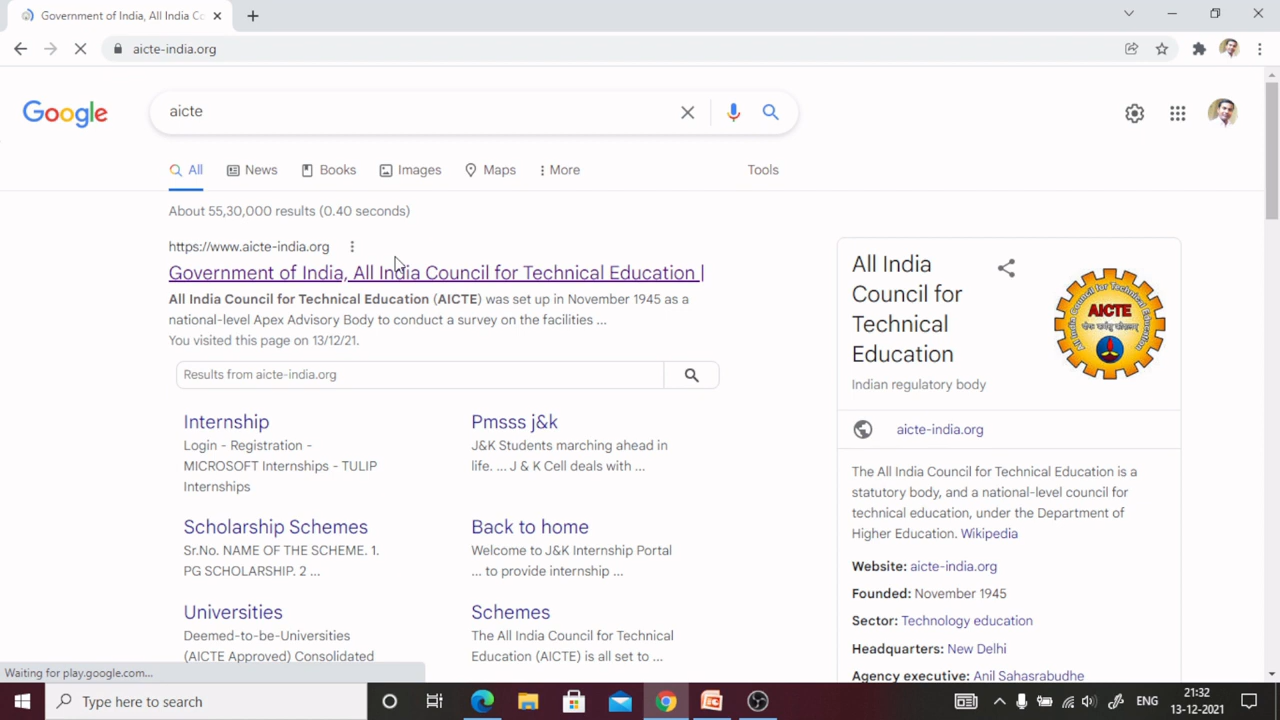 Government of India, All India Co
aicte-india.org
Google
aicte
All
News
Books
Images
Maps
More
Tools
About 55,30,000 results (0.40 seconds)
https://www.aicte-india.org
Government of India, All India Council for Technical Education |
All India Council for Technical Education (AICTE) was set up in November 1945 as a
national-level Apex Advisory Body to conduct a survey on the facilities ...
You visited this page on 13/12/21.
Results from aicte-india.org
Internship
Login - Registration -
MICROSOFT Internships - TULIP
Internships
Pmsss j&k
J&K Students marching ahead in
life. ... J & K Cell deals with ...
Scholarship Schemes
Sr.No. NAME OF THE SCHEME. 1.
PG SCHOLARSHIP. 2 ...
Back to home
Welcome to J&K Internship Portal
... to provide internship ...
Universities
Deemed-to-be-Universities
(AICTE Approved) Consolidated
Schemes
The All India Council for Technical
Education (AICTE) is all set to ...
All India
Council for
Technical
Education
Indian regulatory body
All India Council for Technical Education
AICTE
aicte-india.org
The All India Council for Technical Education is a
statutory body, and a national-level council for
technical education, under the Department of
Higher Education. Wikipedia
Website: aicte-india.org
Founded: November 1945
Sector: Technology education
Headquarters: New Delhi
Agency executive: Anil Sahasrabudhe
Waiting for play.google.com...
Type here to search
ENG
21:32
13-12-2021